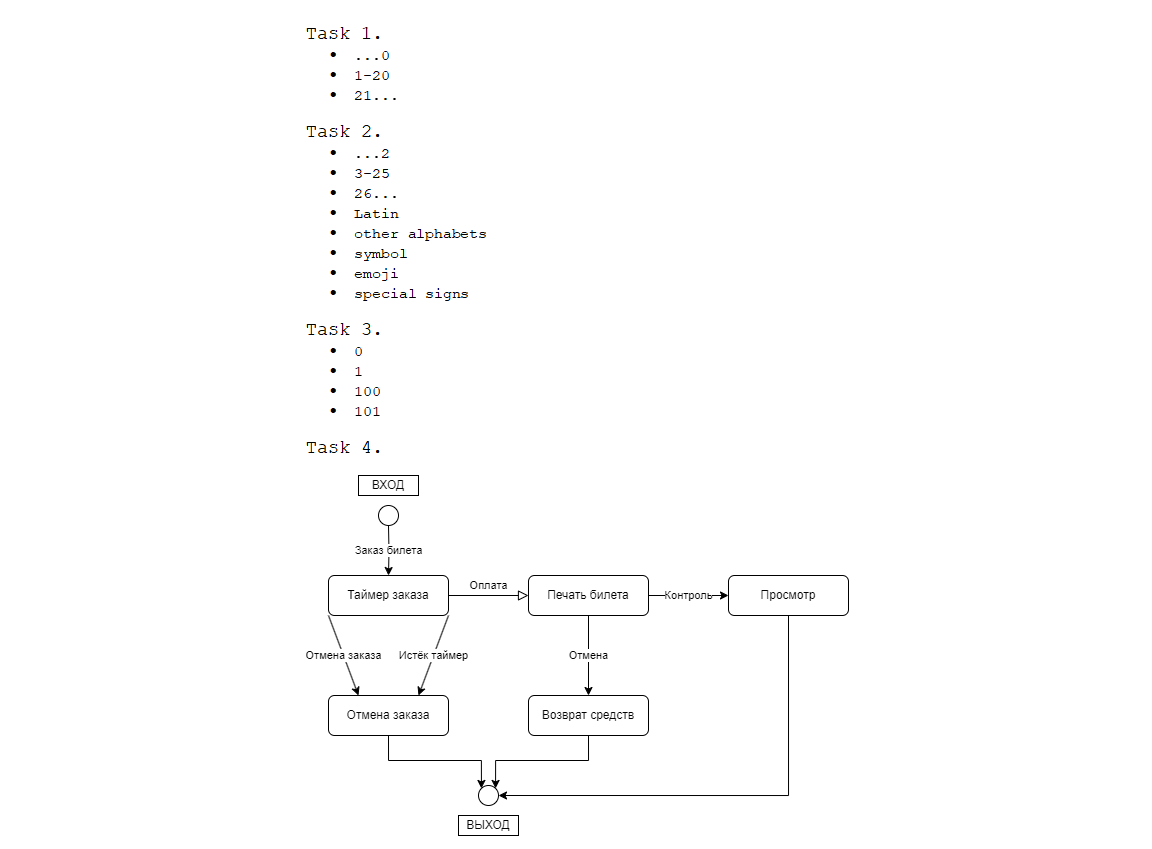 Task 1.
...0
1-20
21...
Task 2.
...2
3-25
26...
Latin
other alphabets
symbol
emoji
special signs
Task 3.
0
1
100
101
Task 4.
ВХОД
Заказ билета
Таймер заказа
Оплата
Печать билета
Контроль
Просмотр
Отмена заказа
Истёк таймер
Отмена
Отмена заказа
Возврат средств
ВЫХОД